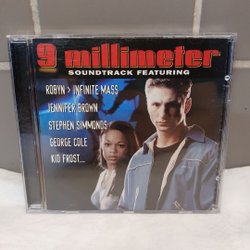 9 millimeter
SOUNDTRACK FEATURING
ROBYN > INFINITE MASS
JENNIFER BROWN
STEPHEN SIMMONDS
GEORGE COLE
KID FROST...